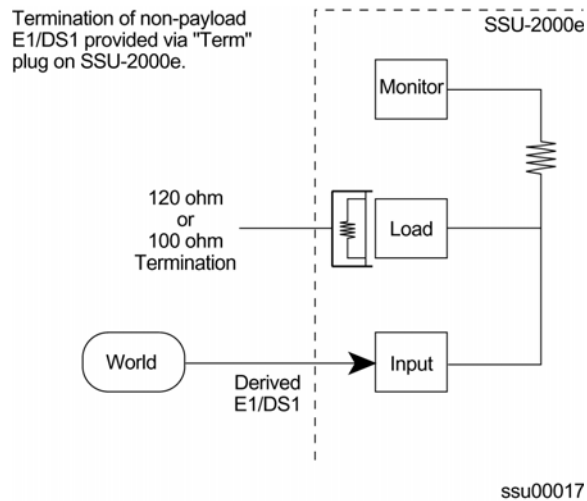 Termination of non-payload
E1/DS1 provided via "Term"
plug on SSU-2000e.
SSU-2000e
Monitor
120 ohm
or
100 ohm
Termination
Load
World
Derived
E1/DS1
Input
ssu00017